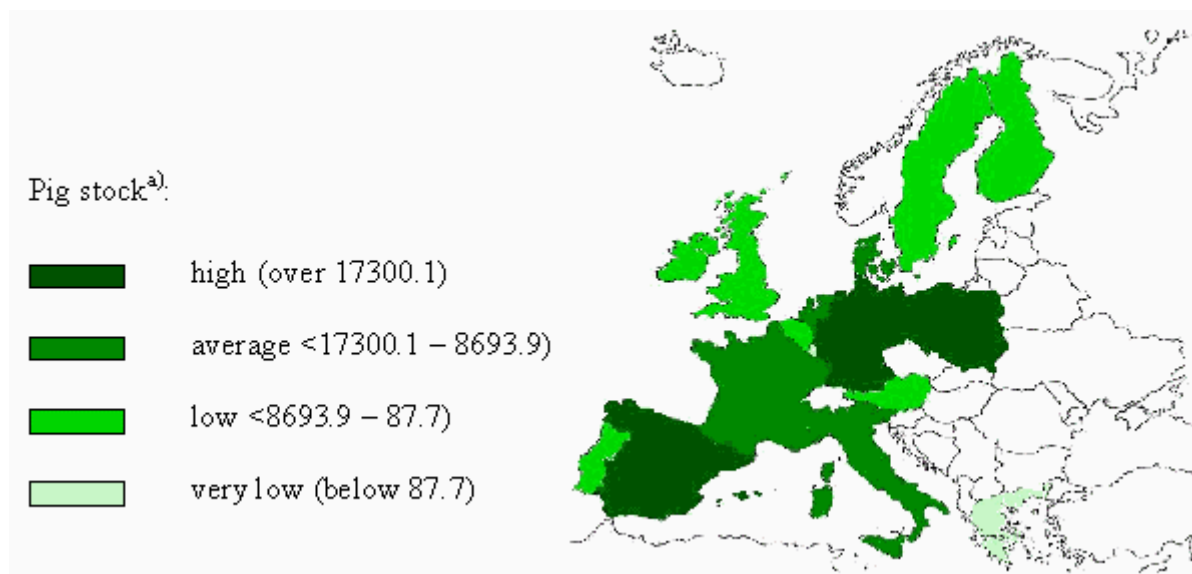 Pig stock a):
high (over 17300.1)
average <17300.1 – 8693.9)
low <8693.9 – 87.7)
very low (below 87.7)